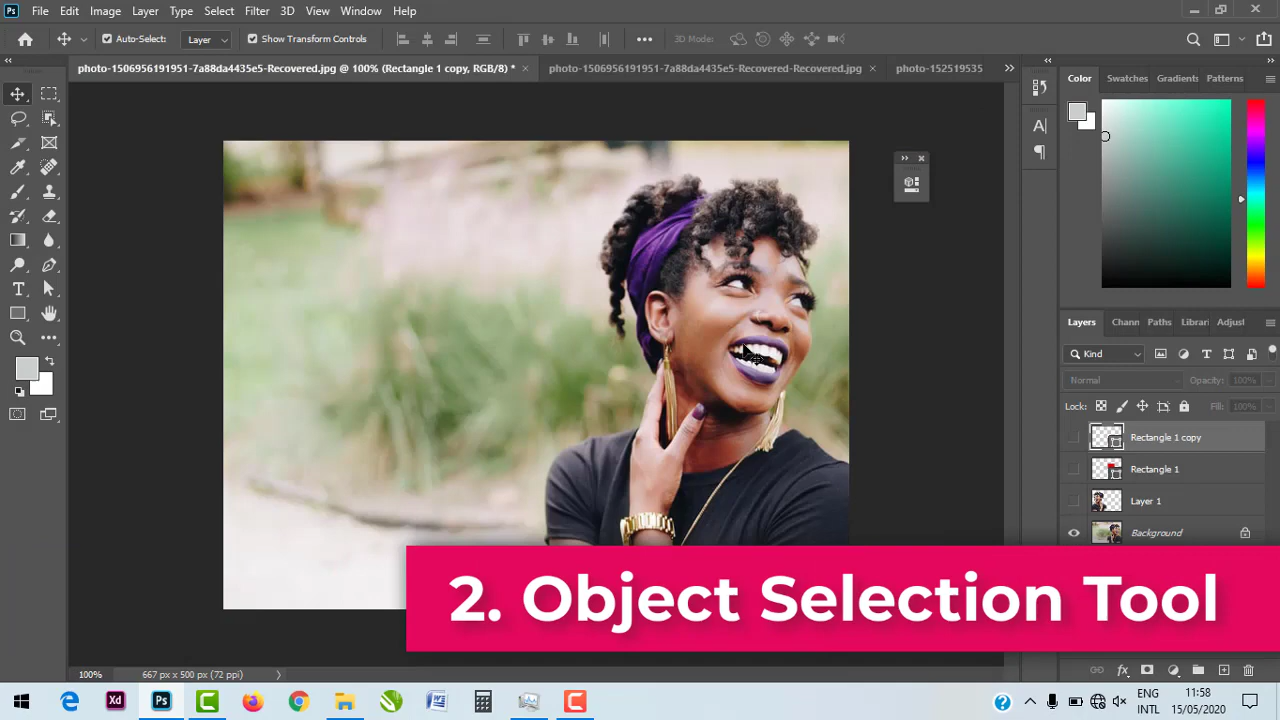 Ps File Edit Image Layer Type Select Filter 3D View Window Help
Auto-Select: Layer Show Transform Controls 3D Mode:
photo-1506956191951-7a88da4435e5-Recovered.jpg @ 100% (Rectangle 1 copy, RGB/8) * photo-1506956191951-7a88da4435e5-Recovered-Recovered.jpg photo-152519535
Color Swatches Gradients Patterns
Layers Chann Paths Librari Adjust
Kind
Normal Opacity: 100%
Lock: Fill: 100%
Rectangle 1 copy
Rectangle 1
Layer 1
Background
2. Object Selection Tool
100% 667 px x 500 px (72 ppi)
Xd Ps ENG 11:58
INTL 15/05/2020